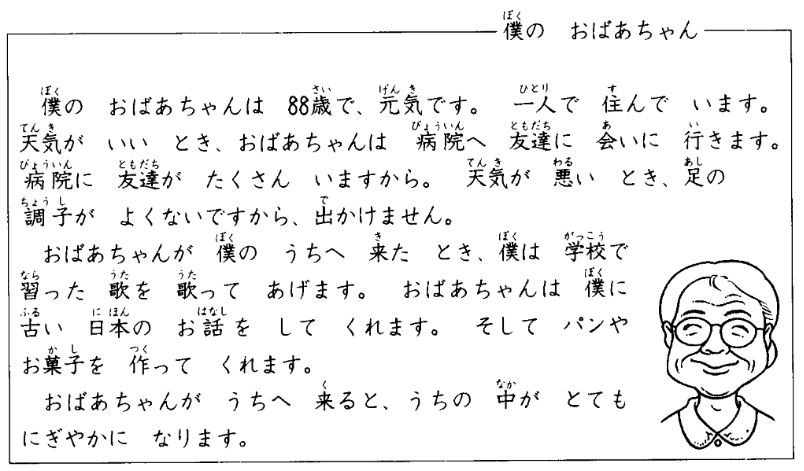 僕の おばあちゃん
僕の おばあちゃんは 88歳で、元気です。 一人で 住んで います。
天気が いい とき、おばあちゃんは 病院へ 友達に 会いに 行きます。
病院に 友達が たくさん いますから。 天気が 悪い とき、足の
調子が よくないですから、出かけません。
おばあちゃんが 僕の うちへ 来た とき、僕は 学校で
習った 歌を 歌って あげます。 おばあちゃんは 僕に
古い 日本の お話を して くれます。 そして パンや
お菓子を 作って くれます。
おばあちゃんが うちへ 来ると、うちの 中が とても
にぎやかに なります。